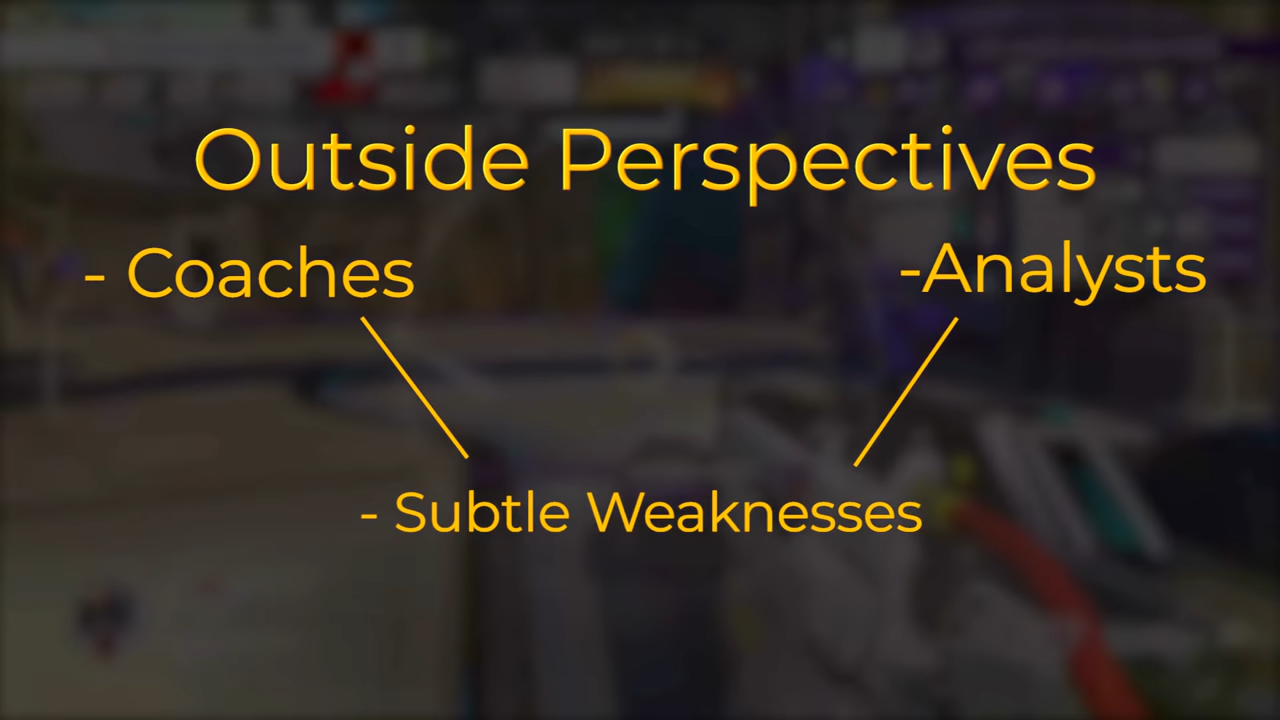 Outside Perspectives
- Coaches
-Analysts
- Subtle Weaknesses